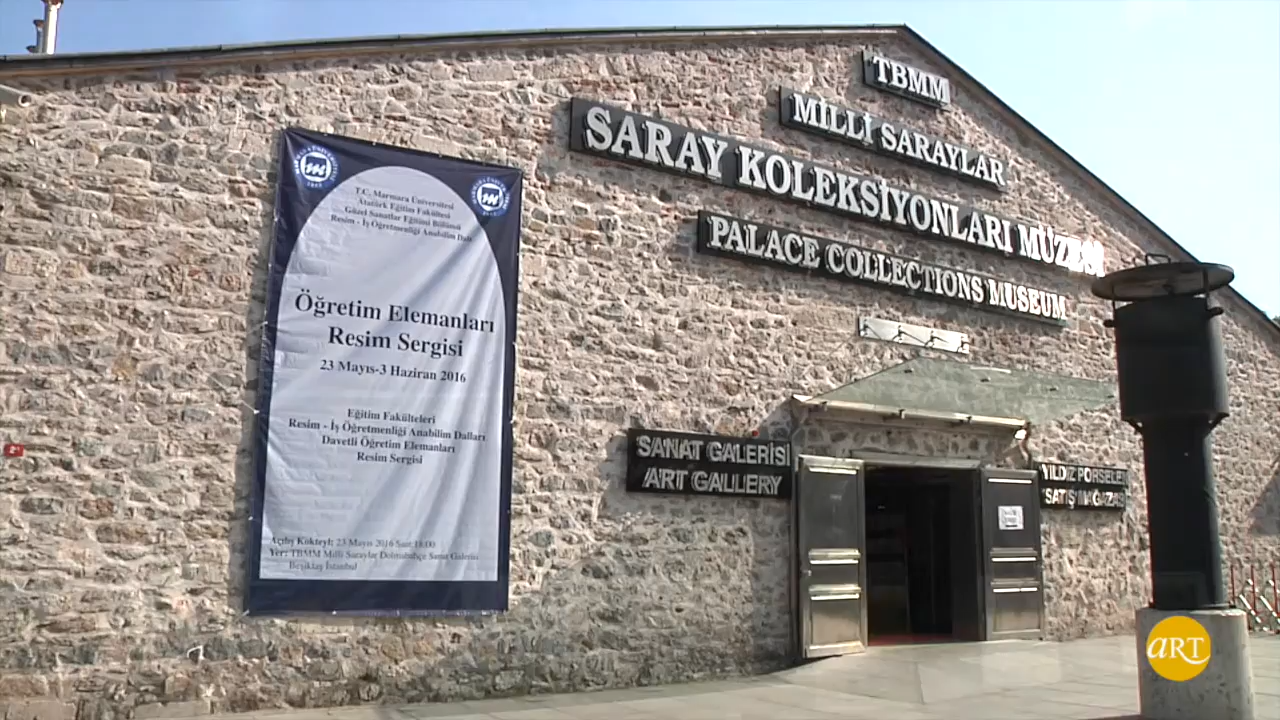 TBMM
MİLLİ SARAYLAR
SARAY KOLEKSİYONLARI MÜZESİ
PALACE COLLECTIONS MUSEUM
T.C. Marmara Üniversitesi
Atatürk Eğitim Fakültesi
Güzel Sanatlar Eğitimi Bölümü
Resim - İş Öğretmenliği Anabilim Dalı
Öğretim Elemanları
Resim Sergisi
23 Mayıs-3 Haziran 2016
Eğitim Fakülteleri
Resim - İş Öğretmenliği Anabilim Dalları
Davetli Öğretim Elemanları
Resim Sergisi
Açılış Kokteyl: 23 Mayıs 2016 Saat 18:00
Yer: TBMM Milli Saraylar Dolmabahçe Sanat Galerisi
Beşiktaş İstanbul
SANAT GALERİSİ
ART GALLERY
YILDIZ PORSELEN
SATIŞ MAĞAZASI
aRT